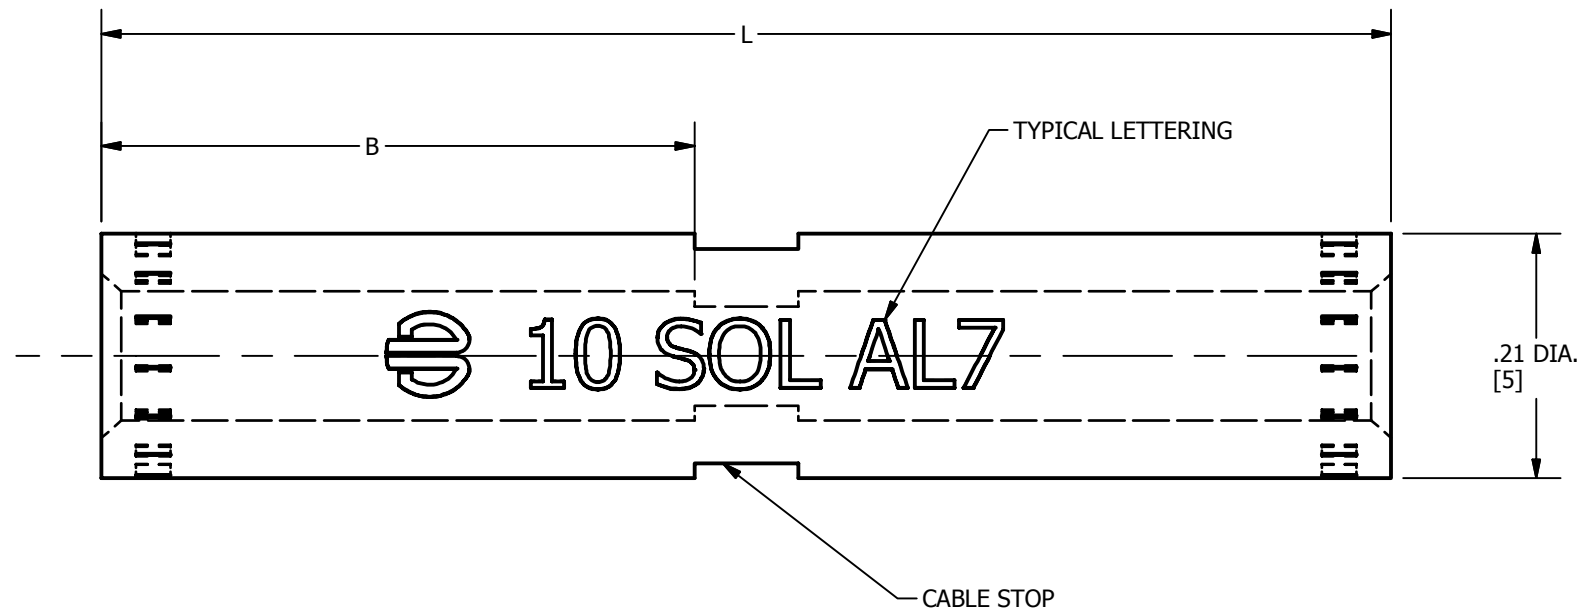 L
B
TYPICAL LETTERING
10 SOL AL7
.21 DIA.
[5]
CABLE STOP